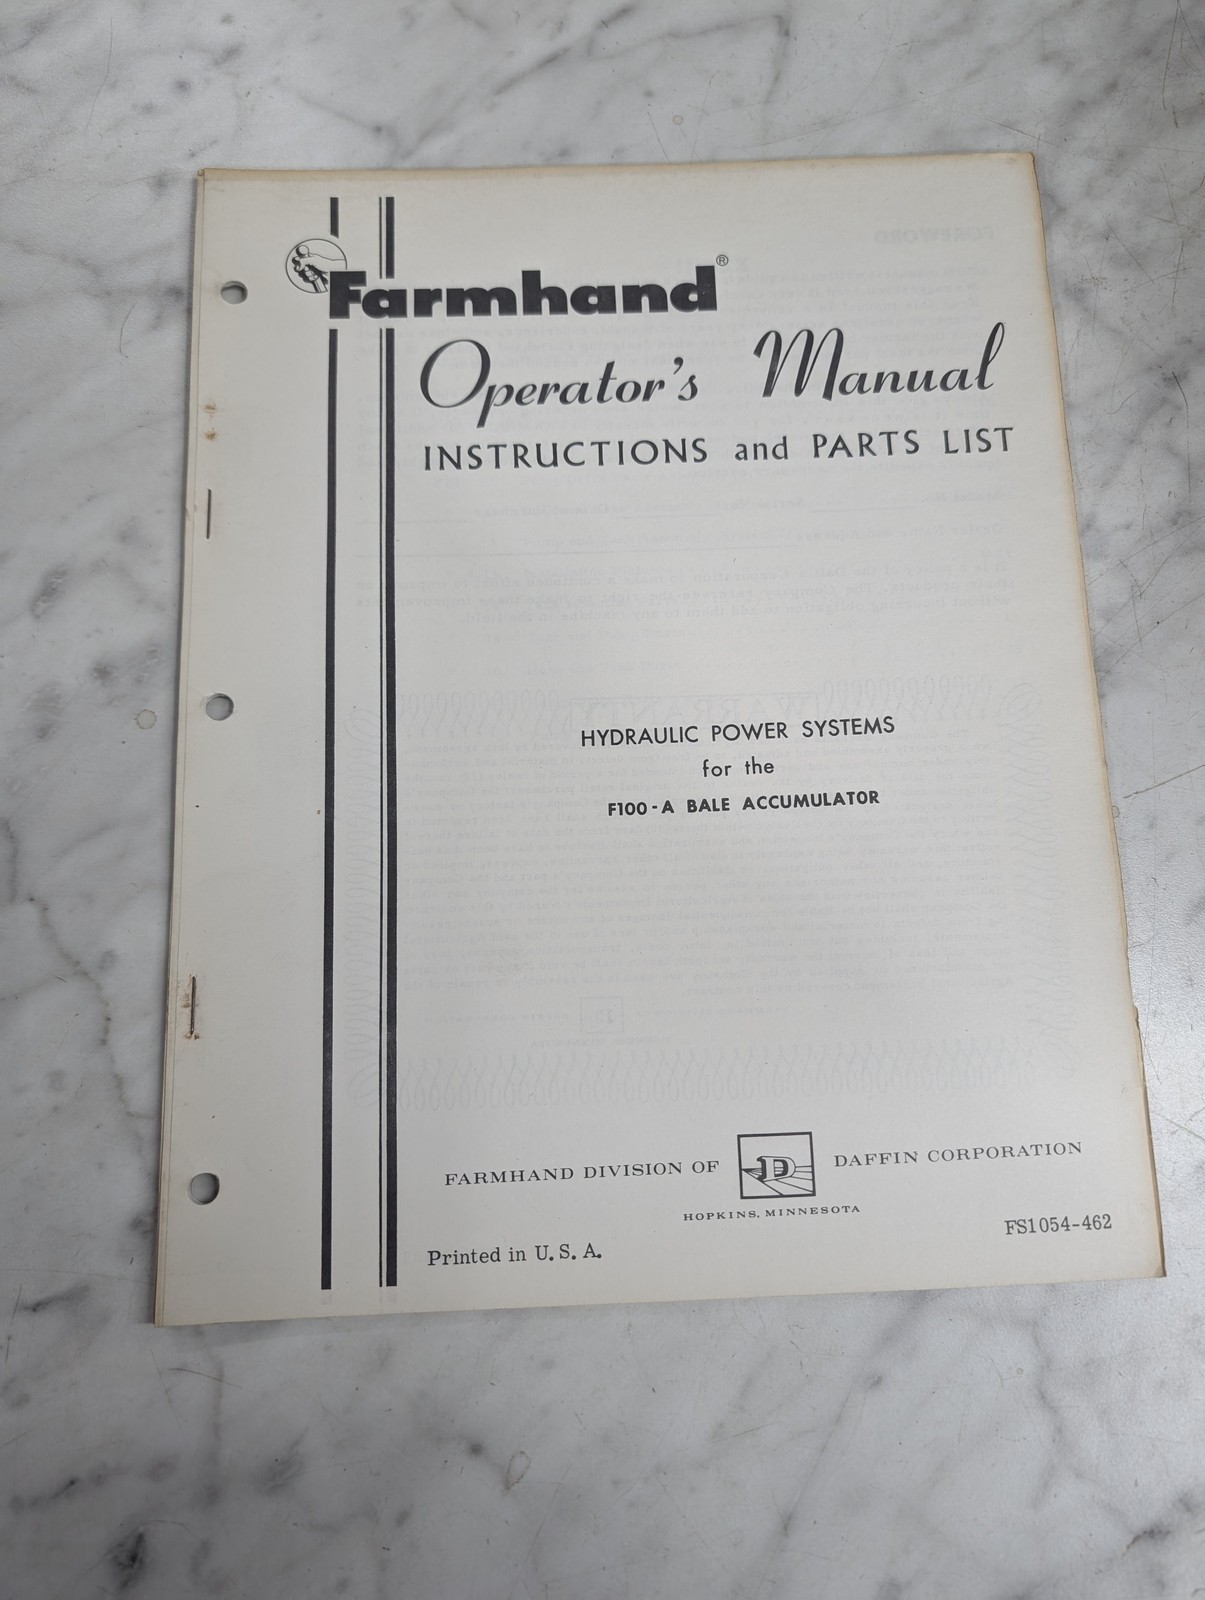 Farmhand®
Operator's Manual
INSTRUCTIONS and PARTS LIST
HYDRAULIC POWER SYSTEMS
for the
F100-A BALE ACCUMULATOR
FARMHAND DIVISION OF D DAFFIN CORPORATION
HOPKINS, MINNESOTA
FS1054-462
Printed in U. S. A.